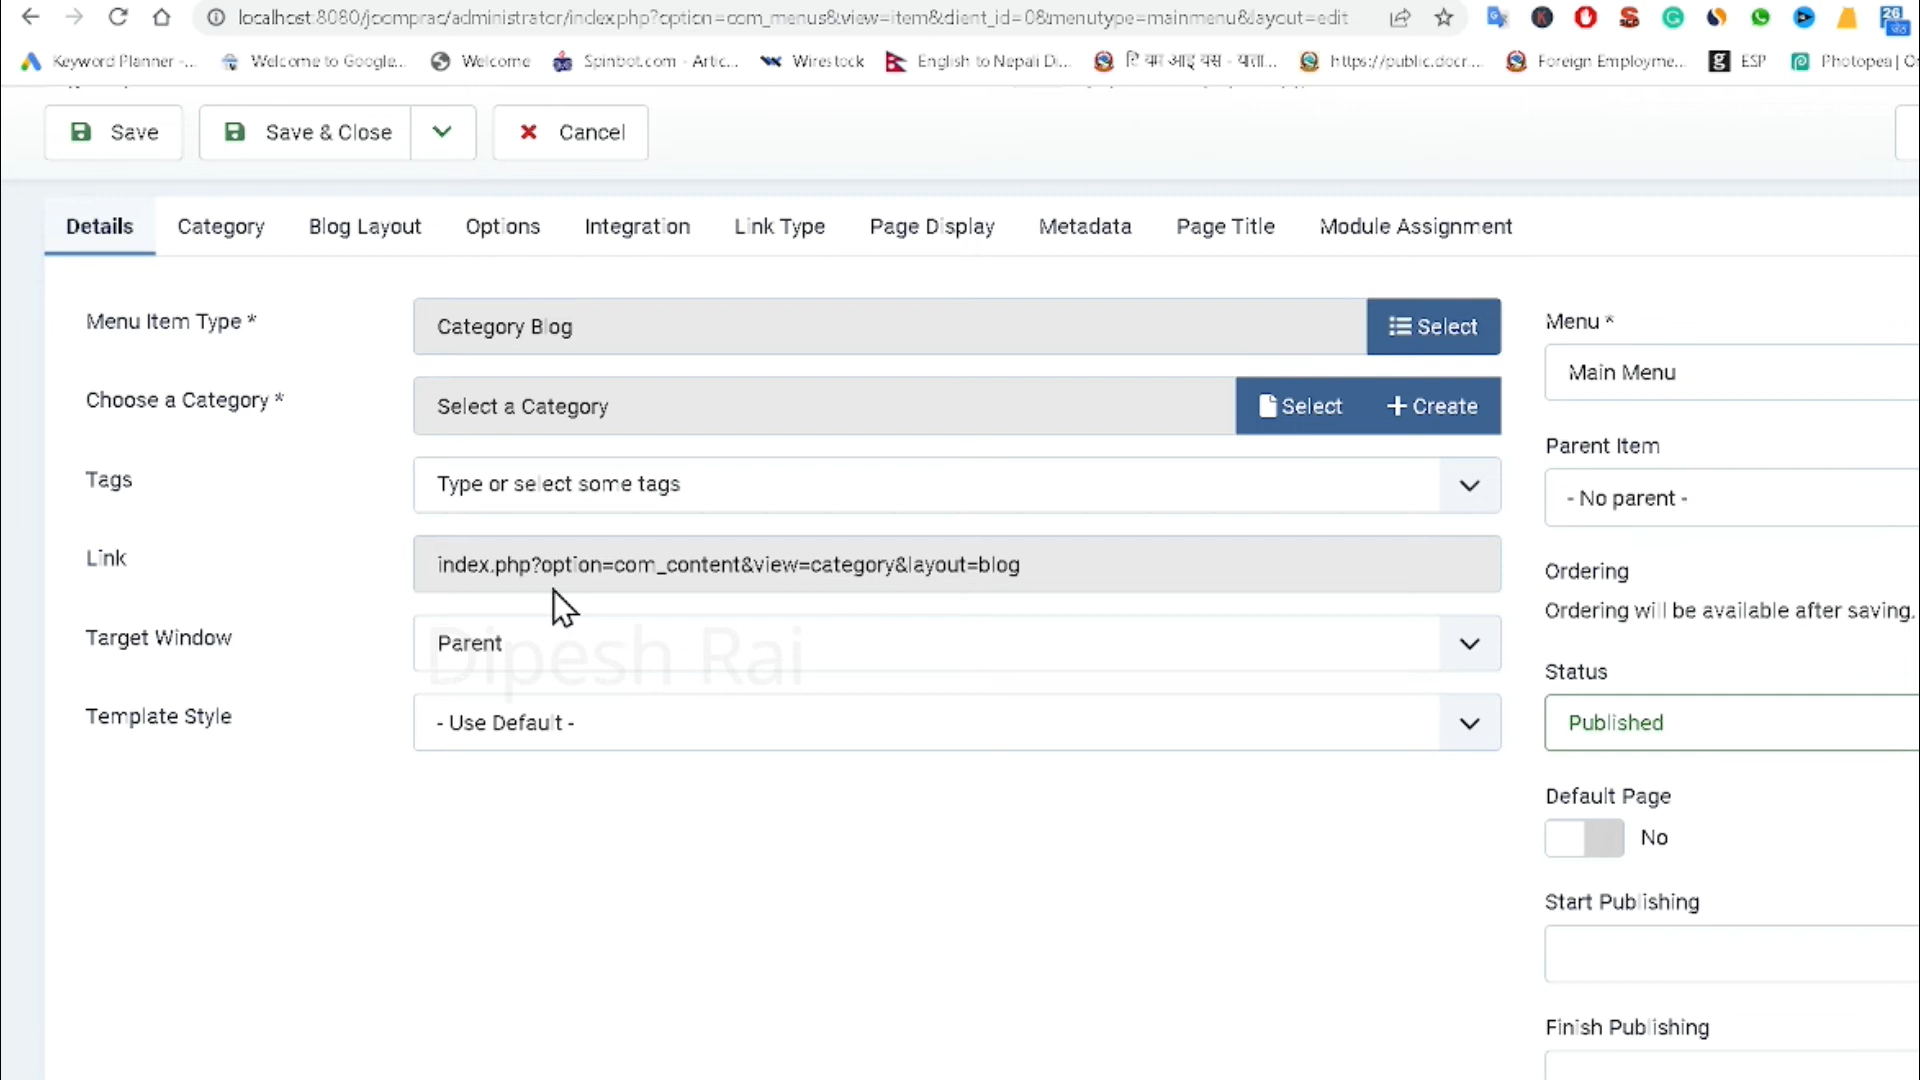 localhost:8080/joomprac/administrator/index.php?option=com_menus&view=item&client_id=0&menutype=mainmenu&layout=edit
26
Keyword Planner -... Welcome to Google... Welcome Spinbot.com - Artic... Wirestock English to Nepali Di... https://public.docr... Foreign Employme... ESP Photopea | O
Save Save & Close Cancel
Details Category Blog Layout Options Integration Link Type Page Display Metadata Page Title Module Assignment
Menu Item Type * Category Blog Select
Menu *
Main Menu
Choose a Category * Select a Category Select Create
Parent Item
- No parent -
Tags Type or select some tags
Link index.php?option=com_content&view=category&layout=blog
Ordering
Ordering will be available after saving.
Target Window Parent
Dipesh Rai
Status
Published
Template Style - Use Default -
Default Page
No
Start Publishing
Finish Publishing